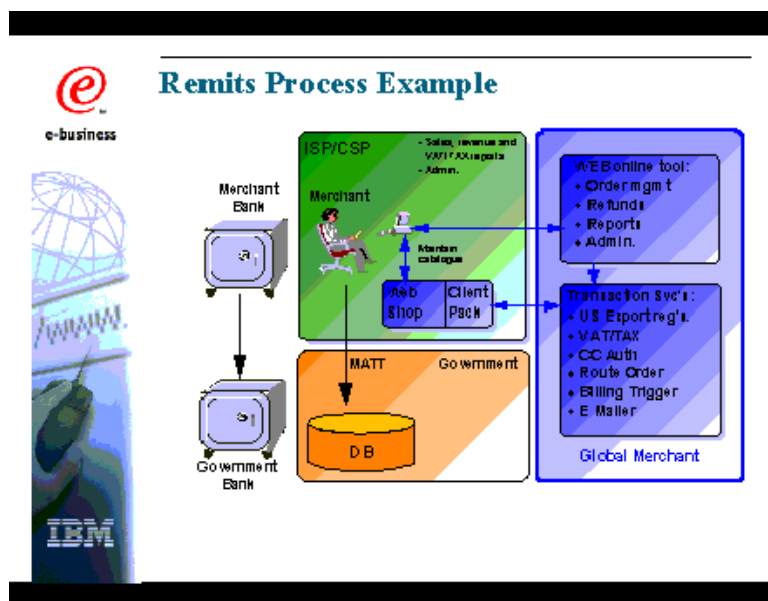 Remits Process Example
e
e-business
ISP/CSP
- Sales, revenue and
VAT/TAX reports
- Admin.
Merchant
Bank
Merchant
Maintain
catalogue
Web
Shop
Client
Pack
WEB online tool:
• Order mgmt
• Refunds
• Reports
• Admin.
Transaction Svc's:
• US Export reg's.
• VAT/TAX
• CC Auth
• Route Order
• Billing Trigger
• E Mailer
Global Merchant
MATT
Government
DB
Government
Bank
IBM